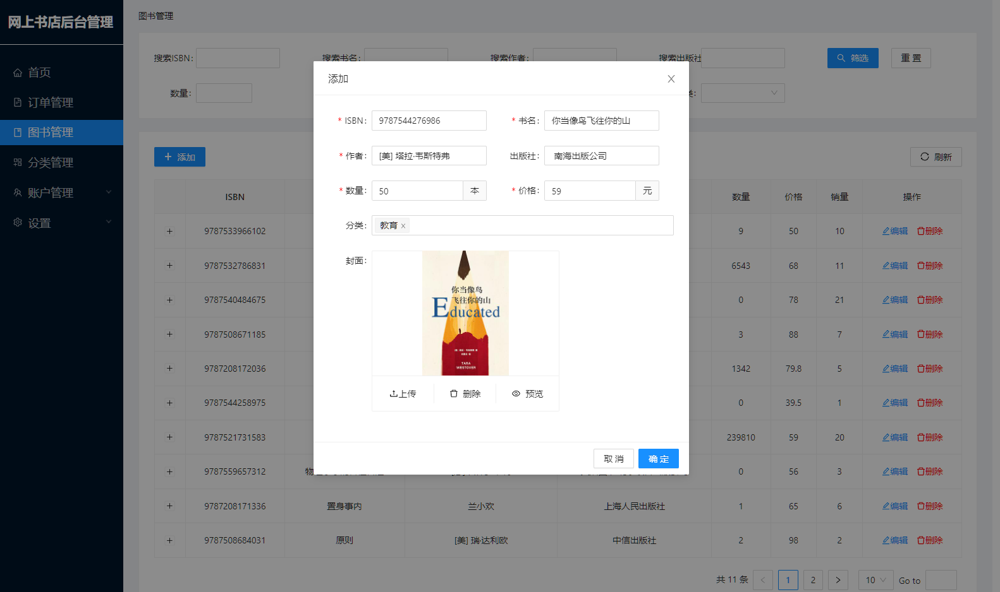 网上书店后台管理
首页
订单管理
图书管理
分类管理
账户管理
设置
图书管理
搜索ISBN:
搜索书名:
搜索作者:
搜索出版社
筛选
重 置
数量:
添加
刷新
ISBN 数量 价格 销量 操作
9787533966102 9 50 10 编辑 删除
9787532786831 6543 68 11 编辑 删除
9787540484675 0 78 21 编辑 删除
9787508671185 3 88 7 编辑 删除
9787208172036 1342 79.8 5 编辑 删除
9787544258975 0 39.5 1 编辑 删除
9787521731583 239810 59 20 编辑 删除
9787559657312 0 56 3 编辑 删除
9787208171336 置身事内 兰小欢 上海人民出版社 1 65 6 编辑 删除
9787508684031 原则 [美] 瑞·达利欧 中信出版社 2 98 2 编辑 删除
共 11 条 < 1 2 > 10 Go to
添加
* ISBN: 9787544276986
* 书名: 你当像鸟飞往你的山
* 作者: [美] 塔拉·韦斯特弗
出版社: 南海出版公司
* 数量: 50 本
* 价格: 59 元
分类: 教育
封面:
你当像鸟
飞往你的山
Educated
TARA
WESTOVER
上传
删除
预览
取 消
确 定